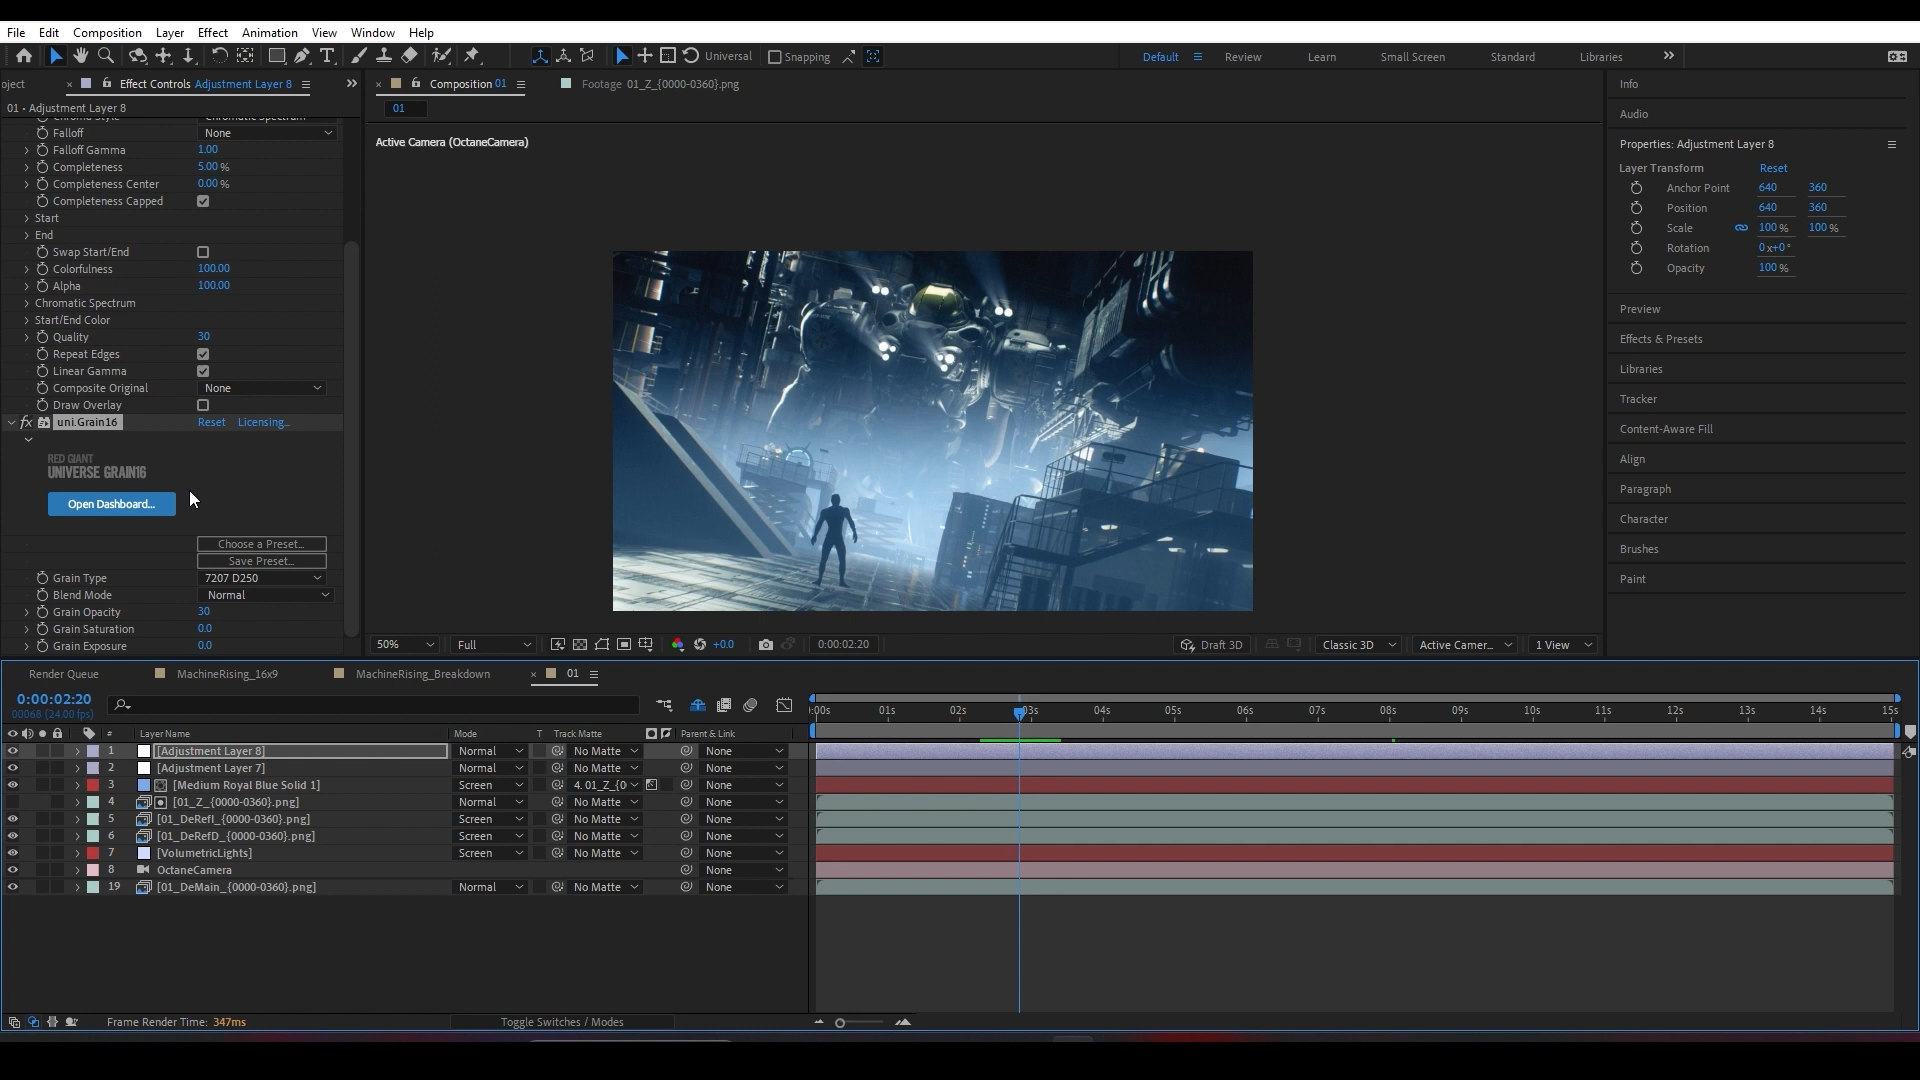 File Edit Composition Layer Effect Animation View Window Help
Universal Snapping Default Review Learn Small Screen Standard Libraries
oject Effect Controls Adjustment Layer 8
01 • Adjustment Layer 8
Chroma Style Chromatic Spectrum
Falloff None
Falloff Gamma 1.00
Completeness 5.00 %
Completeness Center 0.00 %
Completeness Capped
Start
End
Swap Start/End
Colorfulness 100.00
Alpha 100.00
Chromatic Spectrum
Start/End Color
Quality 30
Repeat Edges
Linear Gamma
Composite Original None
Draw Overlay
fx uni.Grain16 Reset Licensing...
RED GIANT
UNIVERSE GRAIN16
Open Dashboard...
Choose a Preset...
Save Preset...
Grain Type 7207 D250
Blend Mode Normal
Grain Opacity 30
Grain Saturation 0.0
Grain Exposure 0.0
Composition 01 Footage 01_Z_{0000-0360}.png
01
Active Camera (OctaneCamera)
50% Full +0.0 0:00:02:20 Draft 3D Classic 3D Active Camer... 1 View
Info
Audio
Properties: Adjustment Layer 8
Layer Transform Reset
Anchor Point 640 360
Position 640 360
Scale 100 % 100 %
Rotation 0 x+0 °
Opacity 100 %
Preview
Effects & Presets
Libraries
Tracker
Content-Aware Fill
Align
Paragraph
Character
Brushes
Paint
Render Queue MachineRising_16x9 MachineRising_Breakdown 01
0:00:02:20
00068 (24.00 fps)
:00s 01s 02s 03s 04s 05s 06s 07s 08s 09s 10s 11s 12s 13s 14s 15s
# Layer Name Mode T Track Matte Parent & Link
1 [Adjustment Layer 8] Normal No Matte None
2 [Adjustment Layer 7] Normal No Matte None
3 [Medium Royal Blue Solid 1] Screen 4. 01_Z_{0 None
4 [01_Z_{0000-0360}.png] Normal No Matte None
5 [01_DeRefl_{0000-0360}.png] Screen No Matte None
6 [01_DeRefD_{0000-0360}.png] Screen No Matte None
7 [VolumetricLights] Screen No Matte None
8 OctaneCamera None
19 [01_DeMain_{0000-0360}.png] Normal No Matte None
Frame Render Time: 347ms Toggle Switches / Modes